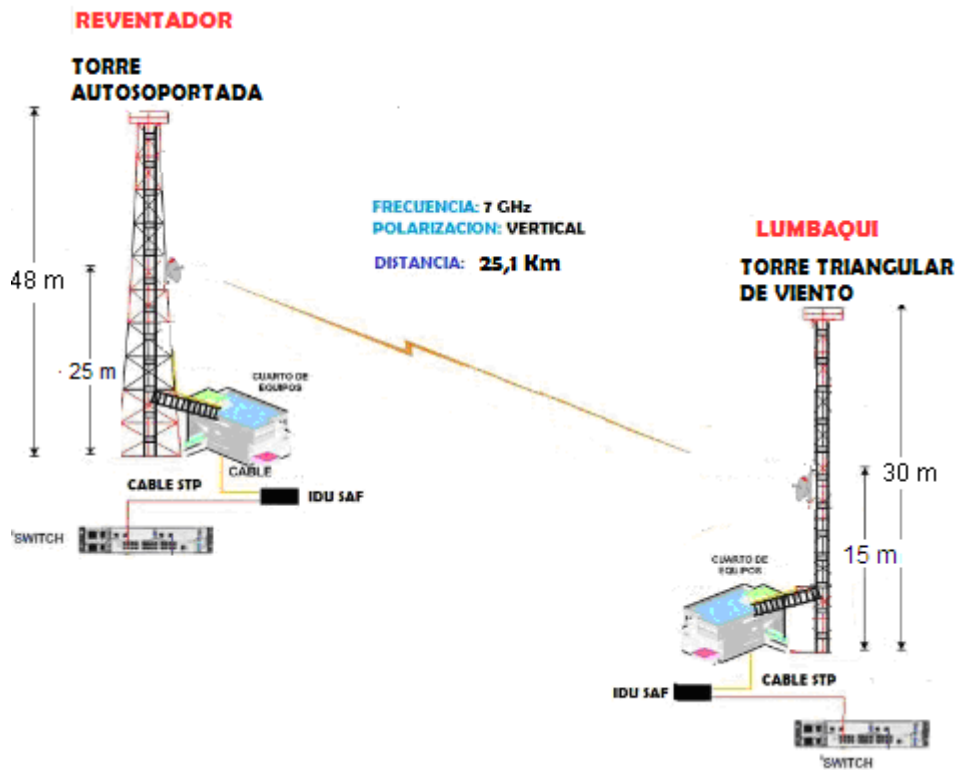 REVENTADOR
TORRE
AUTOSOPORTADA
48 m
25 m
FRECUENCIA: 7 GHz
POLARIZACION: VERTICAL
DISTANCIA: 25,1 Km
CUARTO DE
EQUIPOS
CABLE
CABLE STP
IDU SAF
SWITCH
LUMBAQUI
TORRE TRIANGULAR
DE VIENTO
30 m
15 m
CUARTO DE
EQUIPOS
CABLE STP
IDU SAF
SWITCH